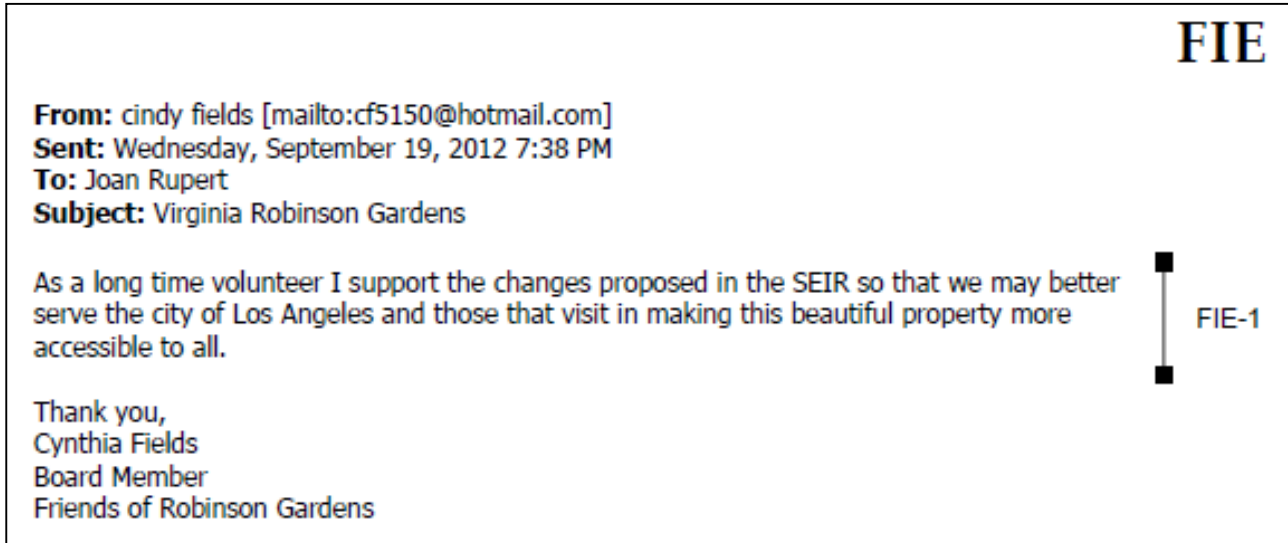 FIE
From: cindy fields [mailto:cf5150@hotmail.com]
Sent: Wednesday, September 19, 2012 7:38 PM
To: Joan Rupert
Subject: Virginia Robinson Gardens
As a long time volunteer I support the changes proposed in the SEIR so that we may better
serve the city of Los Angeles and those that visit in making this beautiful property more
accessible to all.
FIE-1
Thank you,
Cynthia Fields
Board Member
Friends of Robinson Gardens